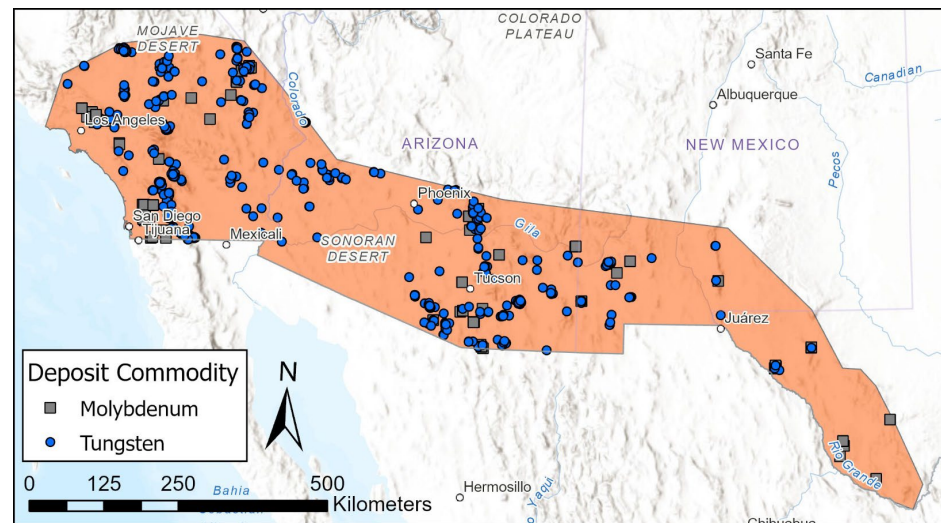 MOJAVE
DESERT
COLORADO
PLATEAU
Santa Fe
Canadian
Albuquerque
Colorado
Los Angeles
ARIZONA
NEW MEXICO
Pecos
Phoenix
San Diego
Tijuana
Mexicali
Gila
SONORAN
DESERT
Tucson
Juárez
Deposit Commodity
Molybdenum
Tungsten
N
0 125 250 500
Kilometers
Bahia
Hermosillo
Yaqui
Rio Grande